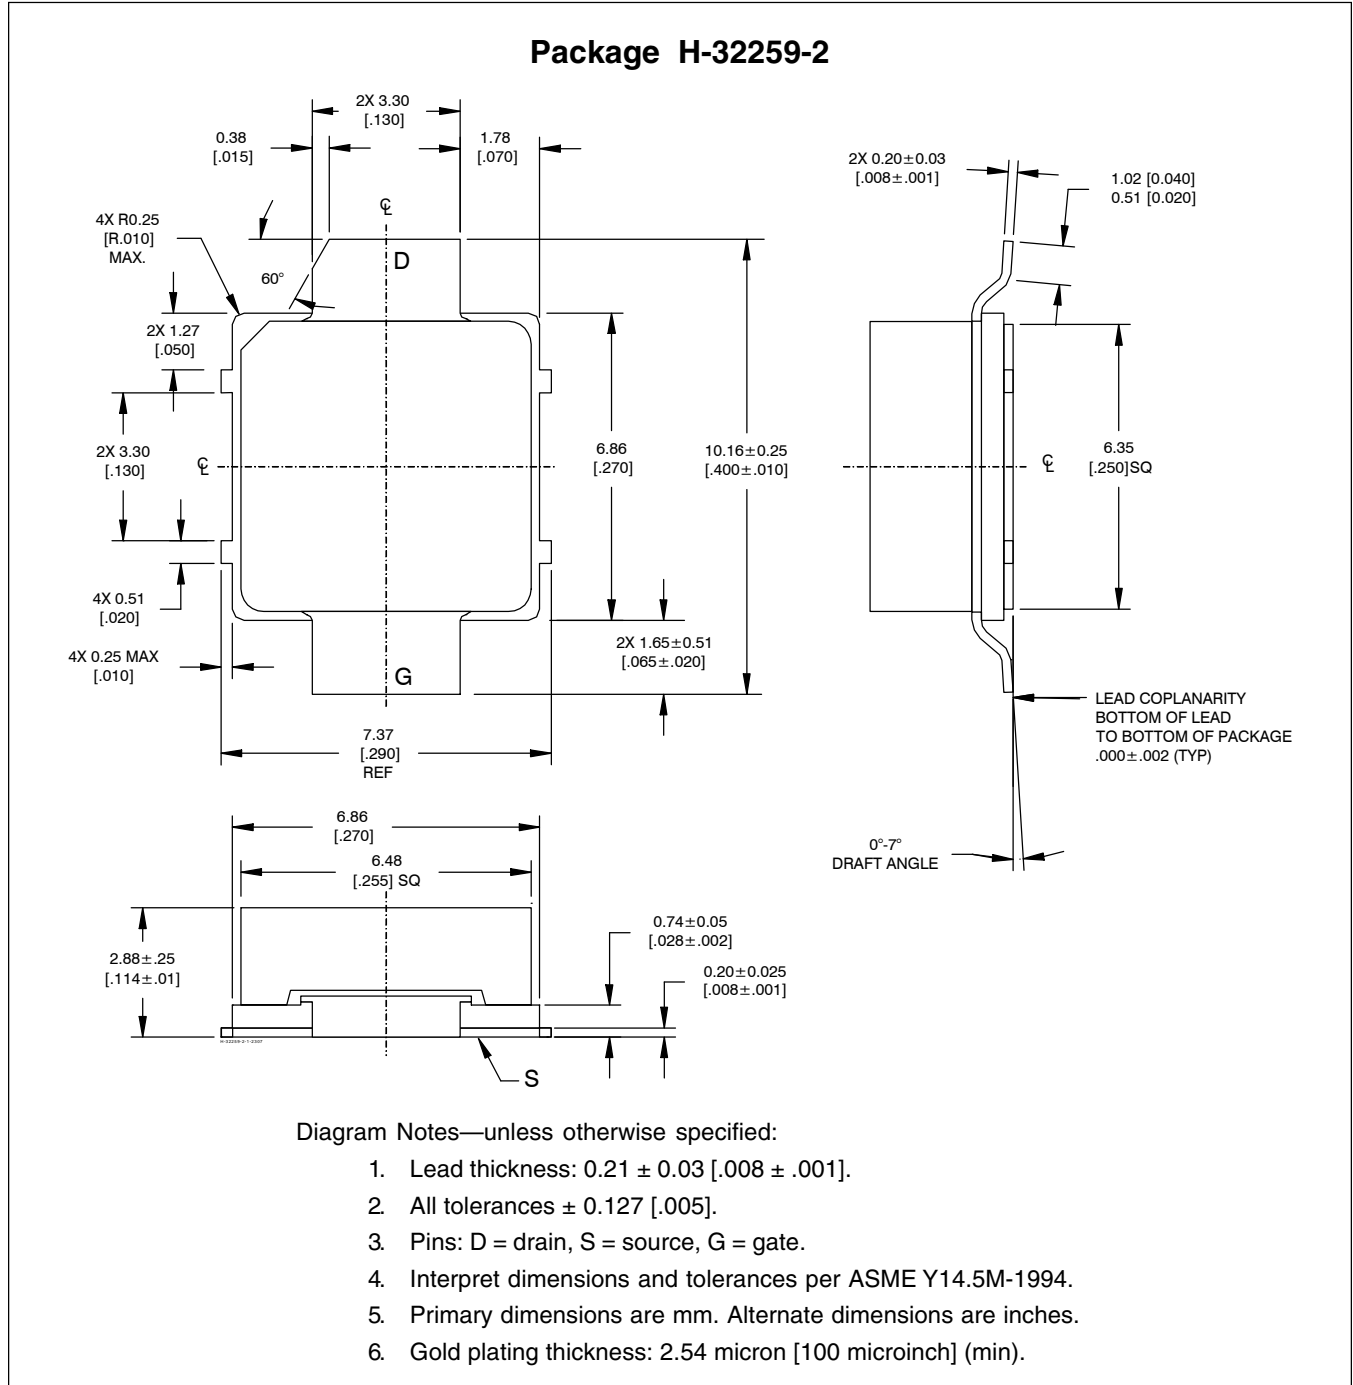 Package H-32259-2
2X 3.30
[.130]
0.38
[.015]
1.78
[.070]
2X 0.20±0.03
[.008±.001]
1.02 [0.040]
0.51 [0.020]
4X R0.25
[R.010]
MAX.
℄
D
60°
2X 1.27
[.050]
2X 3.30
[.130]
℄
6.86
[.270]
10.16±0.25
[.400±.010]
℄
6.35
[.250]SQ
4X 0.51
[.020]
2X 1.65±0.51
[.065±.020]
4X 0.25 MAX
[.010]
G
LEAD COPLANARITY
BOTTOM OF LEAD
TO BOTTOM OF PACKAGE
.000±.002 (TYP)
7.37
[.290]
REF
6.86
[.270]
0°-7°
DRAFT ANGLE
6.48
[.255] SQ
0.74±0.05
[.028±.002]
2.88±.25
[.114±.01]
0.20±0.025
[.008±.001]
H-32259-2-1-2307
S
Diagram Notes—unless otherwise specified:
1. Lead thickness: 0.21 ± 0.03 [.008 ± .001].
2. All tolerances ± 0.127 [.005].
3. Pins: D = drain, S = source, G = gate.
4. Interpret dimensions and tolerances per ASME Y14.5M-1994.
5. Primary dimensions are mm. Alternate dimensions are inches.
6. Gold plating thickness: 2.54 micron [100 microinch] (min).